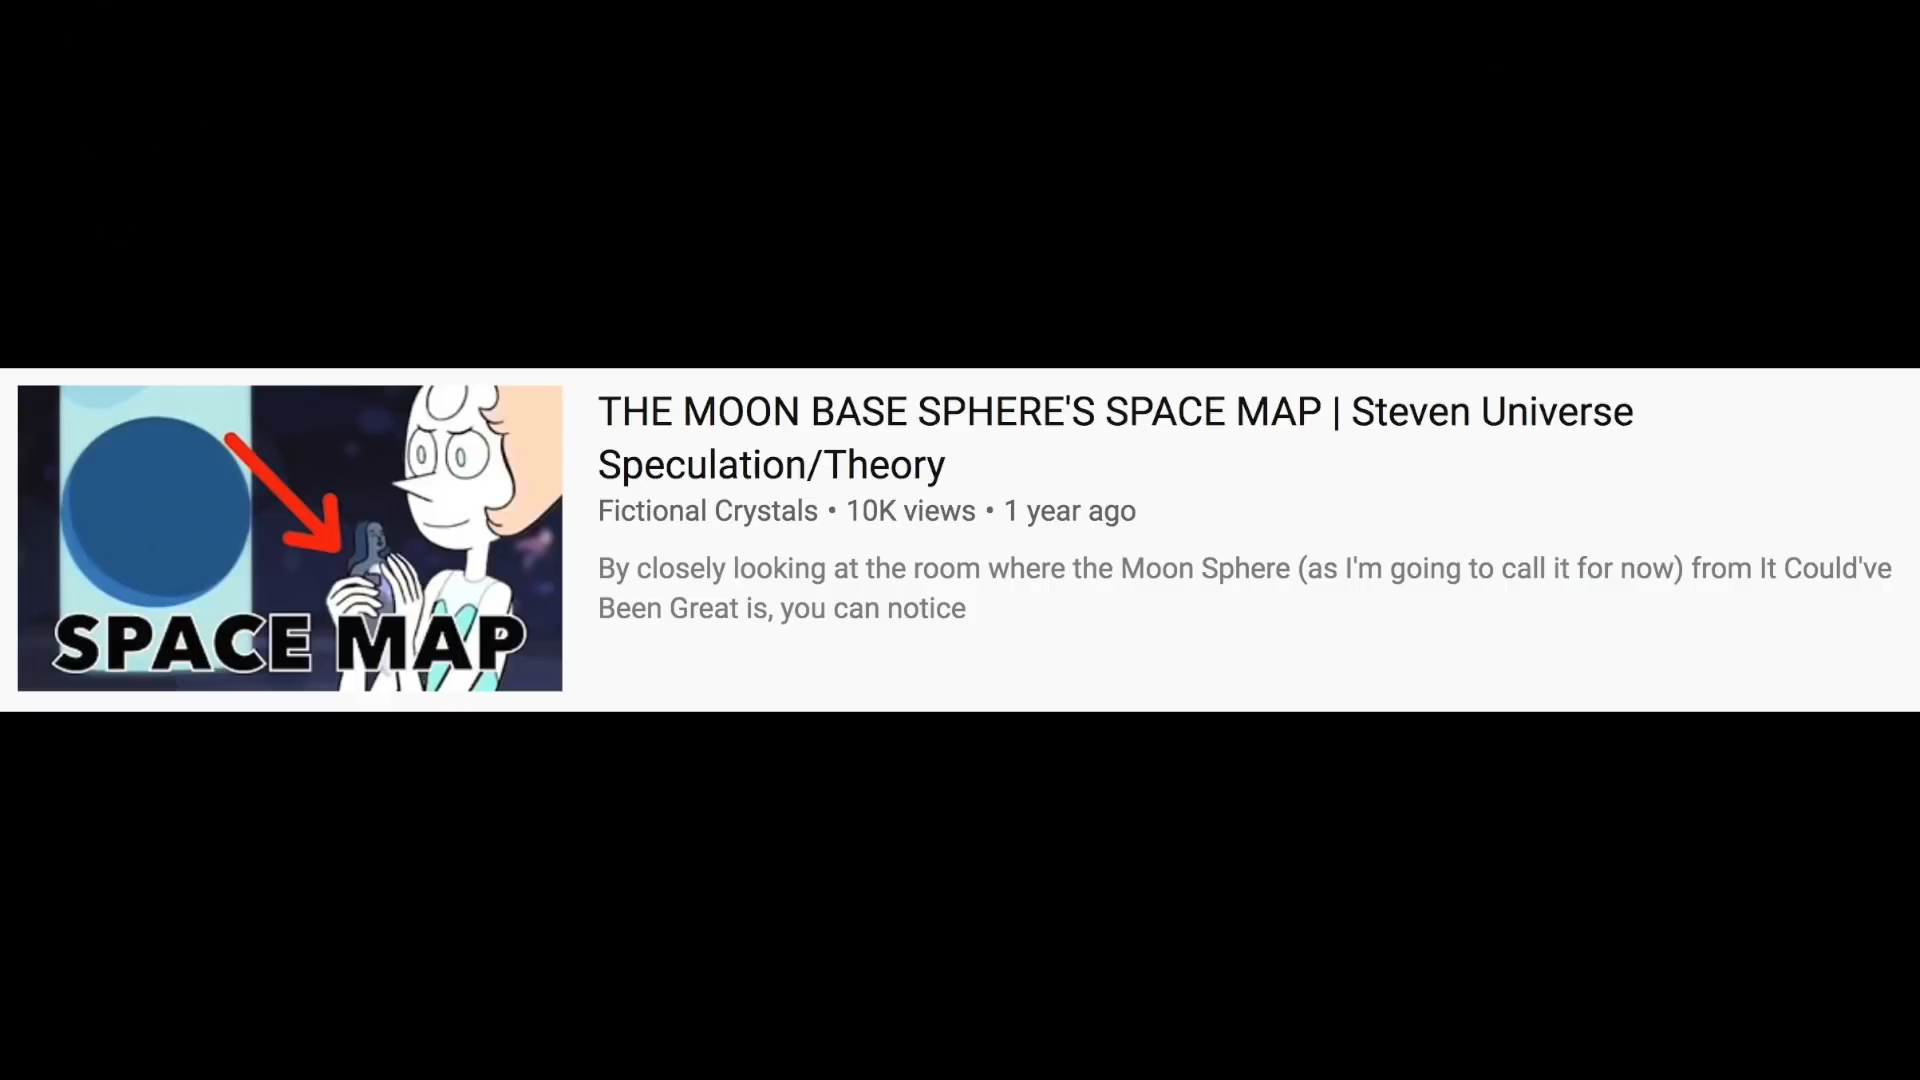 SPACE MAP
THE MOON BASE SPHERE'S SPACE MAP | Steven Universe
Speculation/Theory
Fictional Crystals • 10K views • 1 year ago
By closely looking at the room where the Moon Sphere (as I'm going to call it for now) from It Could've
Been Great is, you can notice